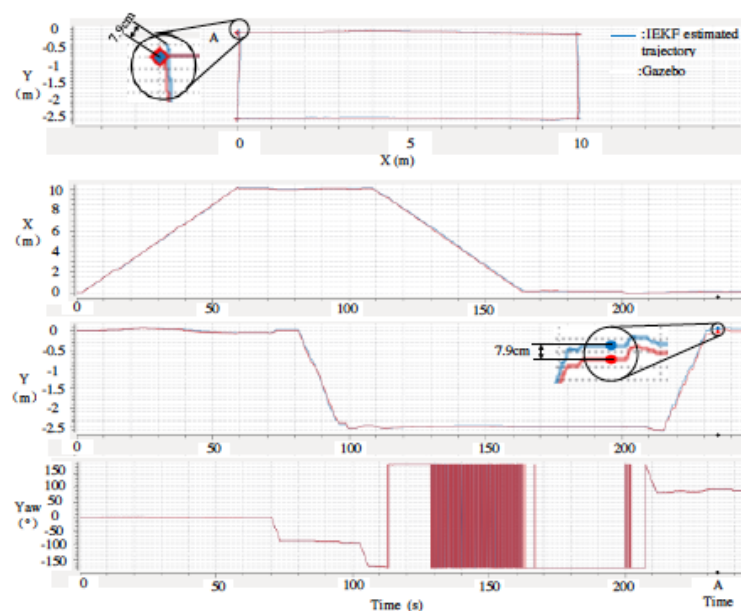 7.9cm
A
:IEKF estimated
trajectory
:Gazebo
Y
(m)
0
-0.5
-1
-1.5
-2
-2.5
0 5 10
X (m)
X
(m)
10
8
6
4
2
0
0 50 100 150 200
Y
(m)
0
-0.5
-1
-1.5
-2
-2.5
7.9cm
0 50 100 150 200
Yaw
(°)
150
100
50
0
-50
-100
-150
0 50 100 150 200 A
Time (s) Time